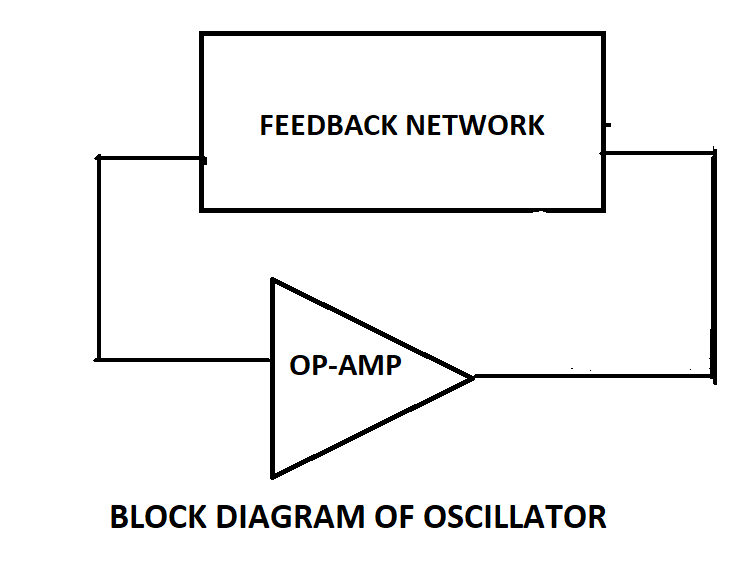 FEEDBACK NETWORK
OP-AMP
BLOCK DIAGRAM OF OSCILLATOR